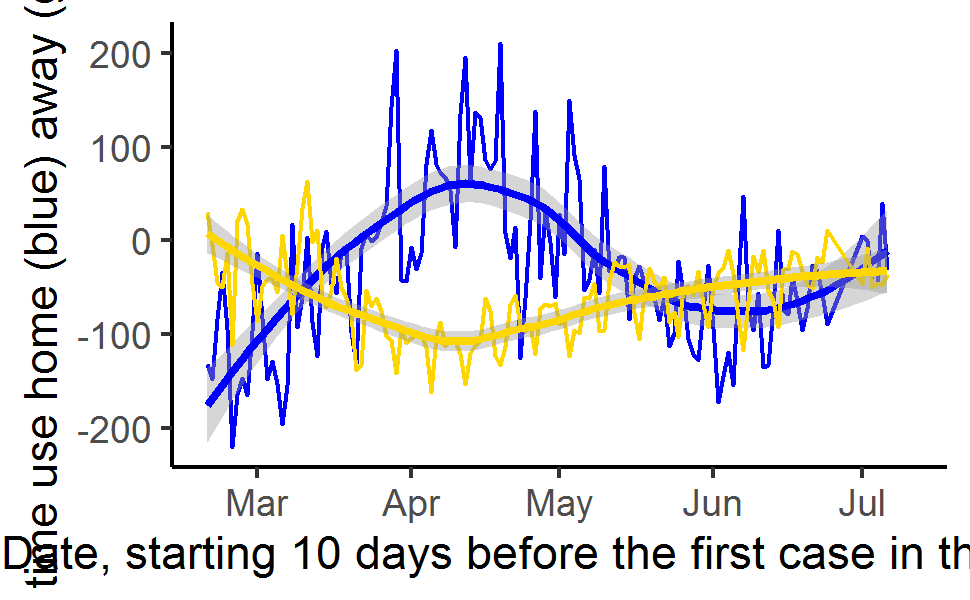 time use home (blue) away (g
200
100
0
-100
-200
Mar Apr May Jun Jul
Date, starting 10 days before the first case in th